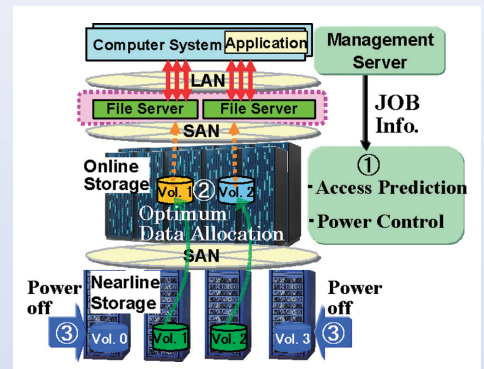 Computer System
Application
Management
Server
LAN
File Server
File Server
SAN
JOB
Info.
①
·Access Prediction
·Power Control
Online
Storage
Vol. 1
②
Vol. 2
Optimum
Data Allocation
SAN
Nearline
Storage
Power
off
③
Vol. 0
Vol. 1
Vol. 2
Vol. 3
Power
off
③